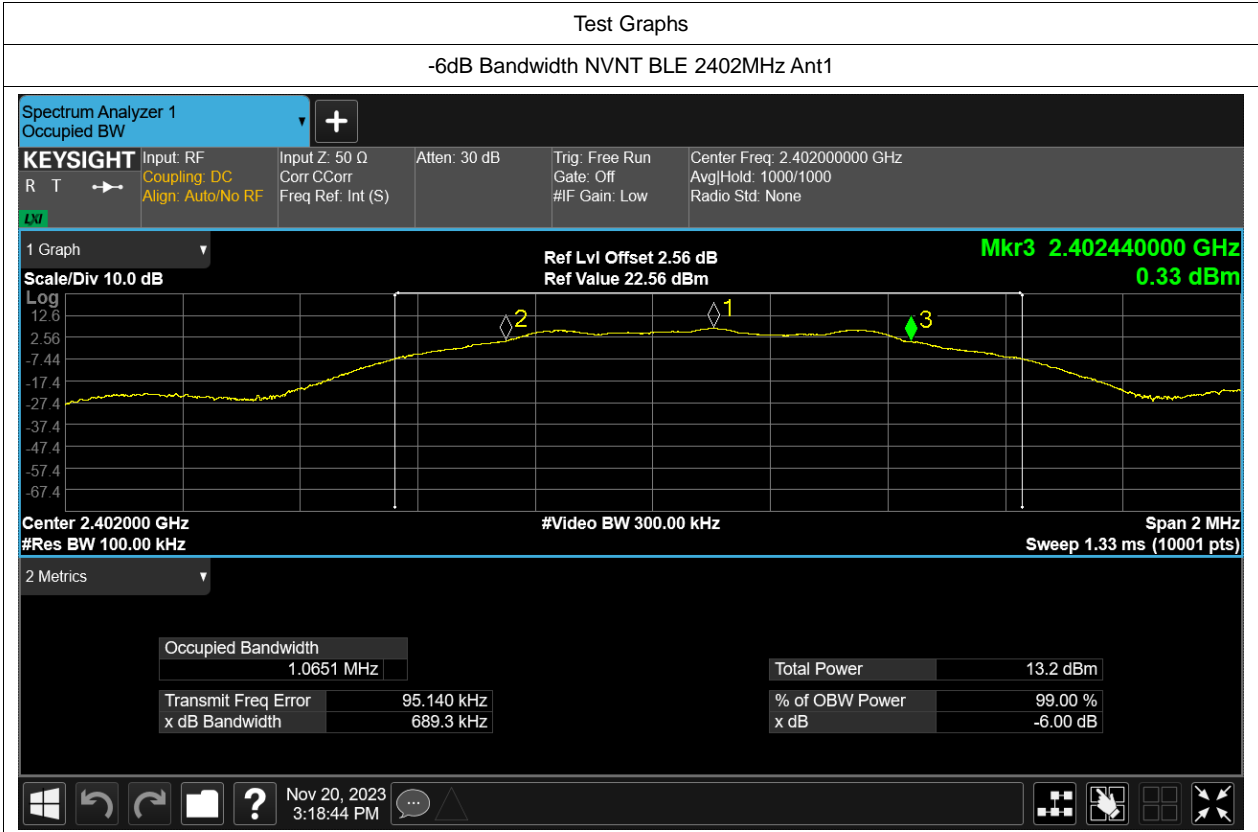 Test Graphs
-6dB Bandwidth NVNT BLE 2402MHz Ant1
Spectrum Analyzer 1
Occupied BW
KEYSIGHT
R T
LXI
Input: RF
Coupling: DC
Align: Auto/No RF
Input Z: 50 Ω
Corr CCorr
Freq Ref: Int (S)
Atten: 30 dB
Trig: Free Run
Gate: Off
#IF Gain: Low
Center Freq: 2.402000000 GHz
Avg|Hold: 1000/1000
Radio Std: None
1 Graph
Scale/Div 10.0 dB
Ref Lvl Offset 2.56 dB
Ref Value 22.56 dBm
Mkr3 2.402440000 GHz
0.33 dBm
Log
12.6
2.56
-7.44
-17.4
-27.4
-37.4
-47.4
-57.4
-67.4
2
1
3
Center 2.402000 GHz
#Res BW 100.00 kHz
#Video BW 300.00 kHz
Span 2 MHz
Sweep 1.33 ms (10001 pts)
2 Metrics
Occupied Bandwidth
1.0651 MHz
Transmit Freq Error 95.140 kHz
x dB Bandwidth 689.3 kHz
Total Power 13.2 dBm
% of OBW Power 99.00 %
x dB -6.00 dB
?
Nov 20, 2023
3:18:44 PM